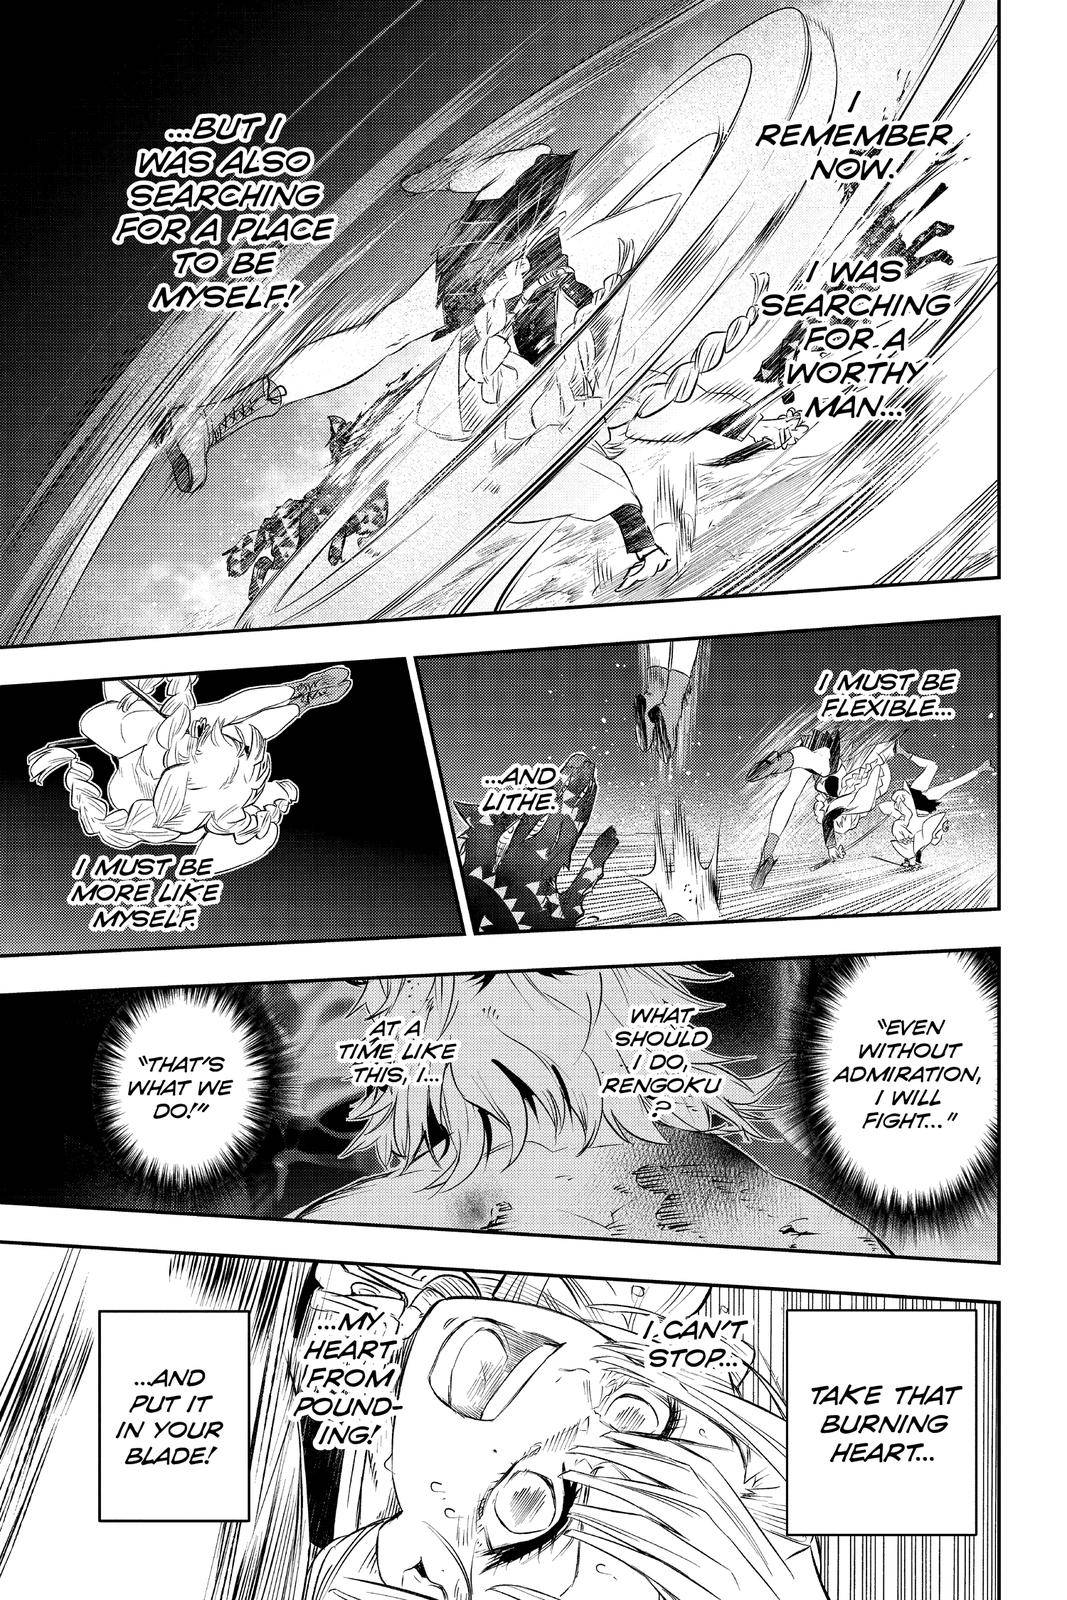 I
REMEMBER
NOW.
I WAS
SEARCHING
FOR A
WORTHY
MAN...
...BUT I
WAS ALSO
SEARCHING
FOR A PLACE
TO BE
MYSELF!
I MUST BE
FLEXIBLE...
...AND
LITHE.
I MUST BE
MORE LIKE
MYSELF.
"EVEN
WITHOUT
ADMIRATION,
I WILL
FIGHT..."
WHAT
SHOULD
I DO,
RENGOKU
?
AT A
TIME LIKE
THIS, I...
"THAT'S
WHAT WE
DO!"
TAKE THAT
BURNING
HEART...
I CAN'T
STOP...
...MY
HEART
FROM
POUND-
ING!
...AND
PUT IT
IN YOUR
BLADE!